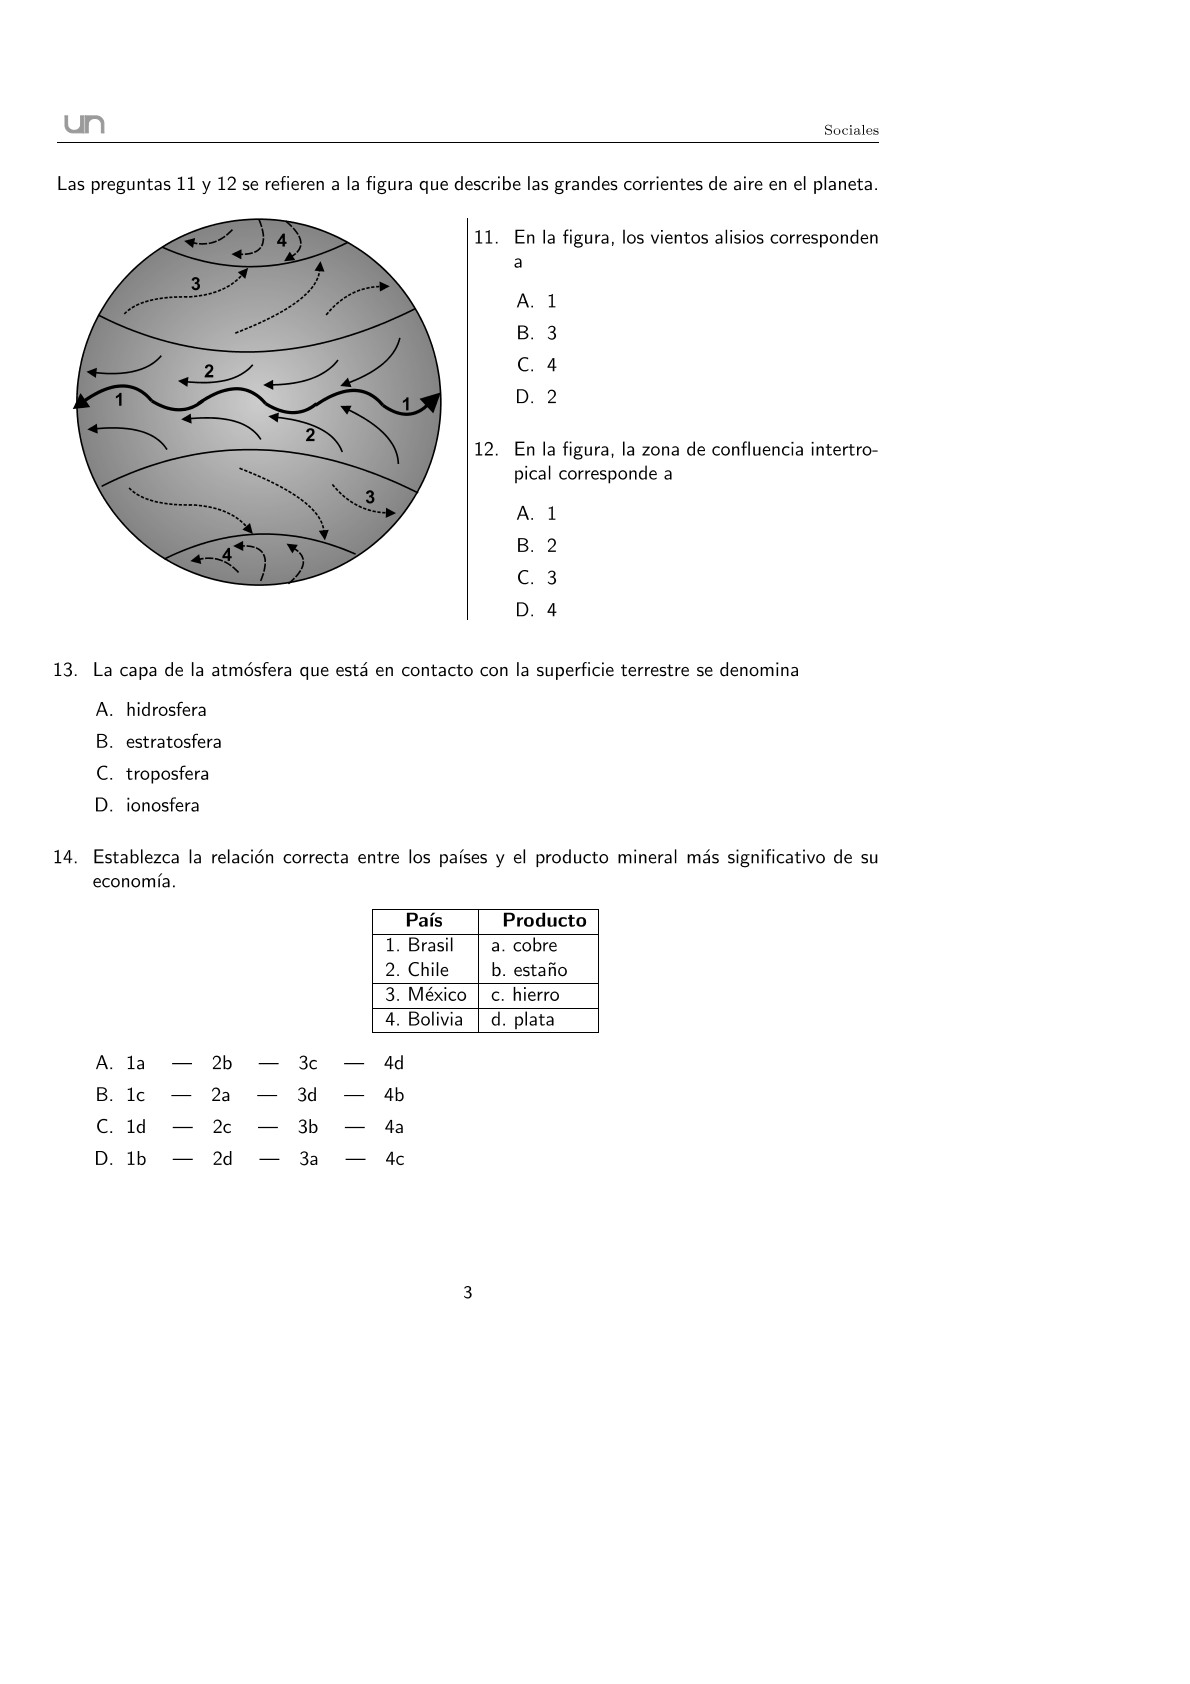 un
Sociales
Las preguntas 11 y 12 se refieren a la figura que describe las grandes corrientes de aire en el planeta.
4
3
2
1
1
2
3
4
11. En la figura, los vientos alisios corresponden
a
A. 1
B. 3
C. 4
D. 2
12. En la figura, la zona de confluencia intertro-
pical corresponde a
A. 1
B. 2
C. 3
D. 4
13. La capa de la atmósfera que está en contacto con la superficie terrestre se denomina
A. hidrosfera
B. estratosfera
C. troposfera
D. ionosfera
14. Establezca la relación correcta entre los países y el producto mineral más significativo de su
economía.
País Producto
1. Brasil a. cobre
2. Chile b. estaño
3. México c. hierro
4. Bolivia d. plata
A. 1a — 2b — 3c — 4d
B. 1c — 2a — 3d — 4b
C. 1d — 2c — 3b — 4a
D. 1b — 2d — 3a — 4c
3